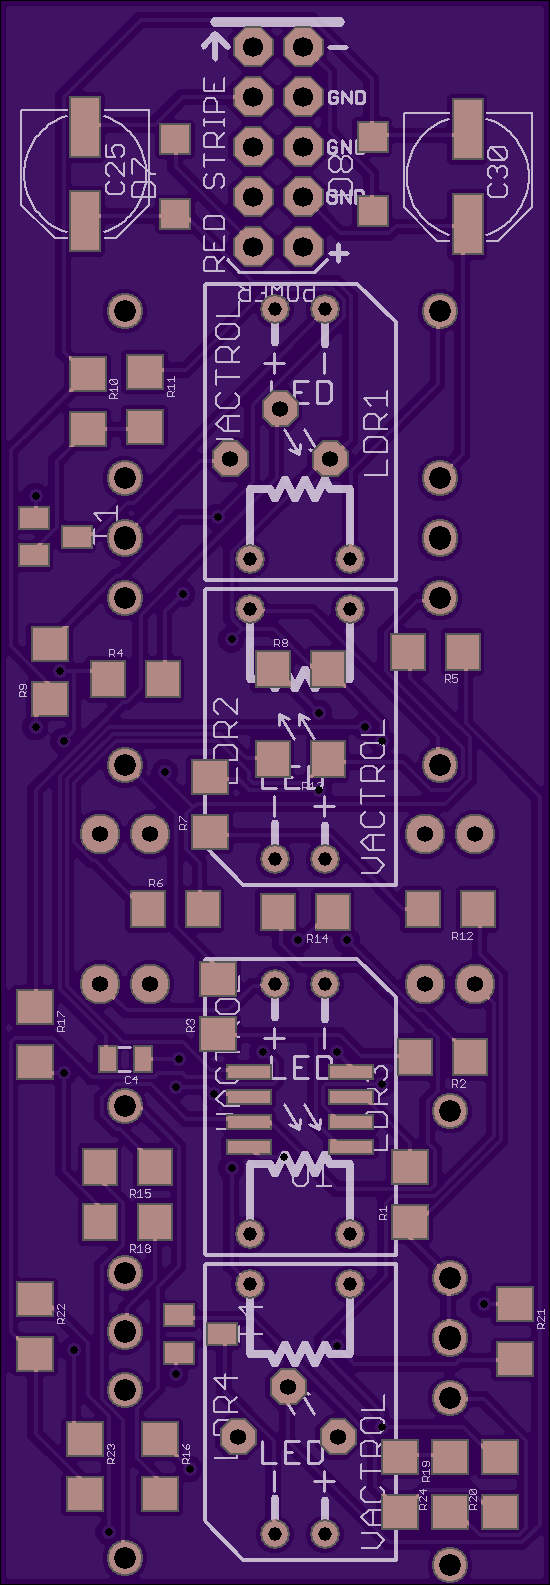 −
GND
GND
GND
+
RED STRIPE
C25
D7
D8
C30
POWER
VACTROL
+
−
LED
LDR1
R10
R11
T1
R4
R9
R8
R5
LDR2
LED
−
+
VACTROL
R7
R6
R14
R12
VACTROL
+
−
LED
LDR3
R17
R3
C4
R2
R15
R1
R18
R22
R21
LDR4
LED
−
+
VACTROL
R23
R16
R19
R24
R20